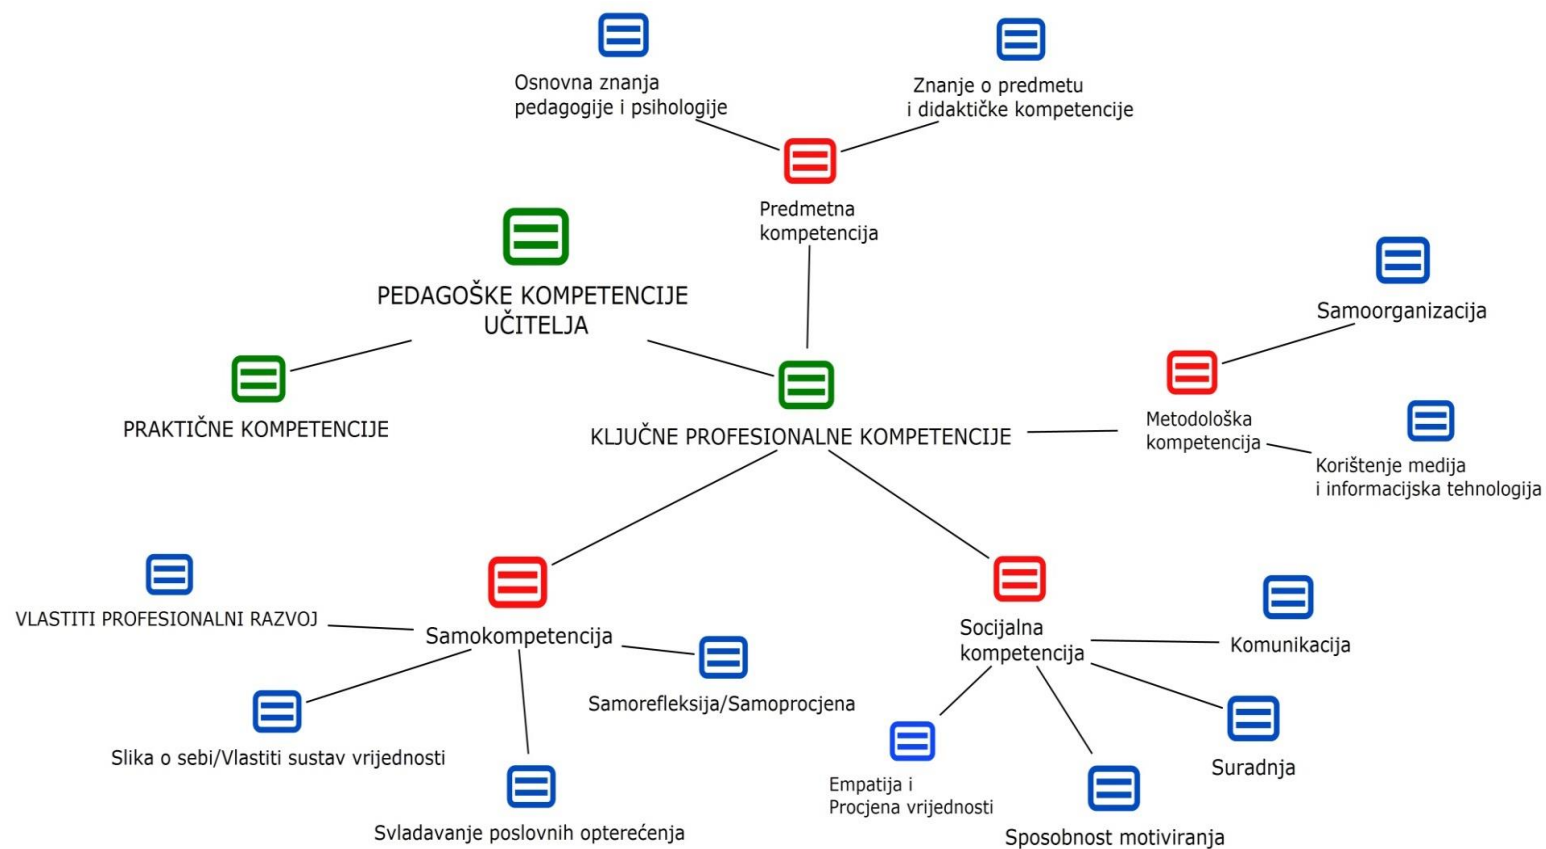 Osnovna znanja
pedagogije i psihologije
Znanje o predmetu
i didaktičke kompetencije
Predmetna
kompetencija
PEDAGOŠKE KOMPETENCIJE
UČITELJA
Samoorganizacija
PRAKTIČNE KOMPETENCIJE
KLJUČNE PROFESIONALNE KOMPETENCIJE
Metodološka
kompetencija
Korištenje medija
i informacijska tehnologija
VLASTITI PROFESIONALNI RAZVOJ
Samokompetencija
Socijalna
kompetencija
Komunikacija
Samorefleksija/Samoprocjena
Slika o sebi/Vlastiti sustav vrijednosti
Suradnja
Empatija i
Procjena vrijednosti
Svladavanje poslovnih opterećenja
Sposobnost motiviranja